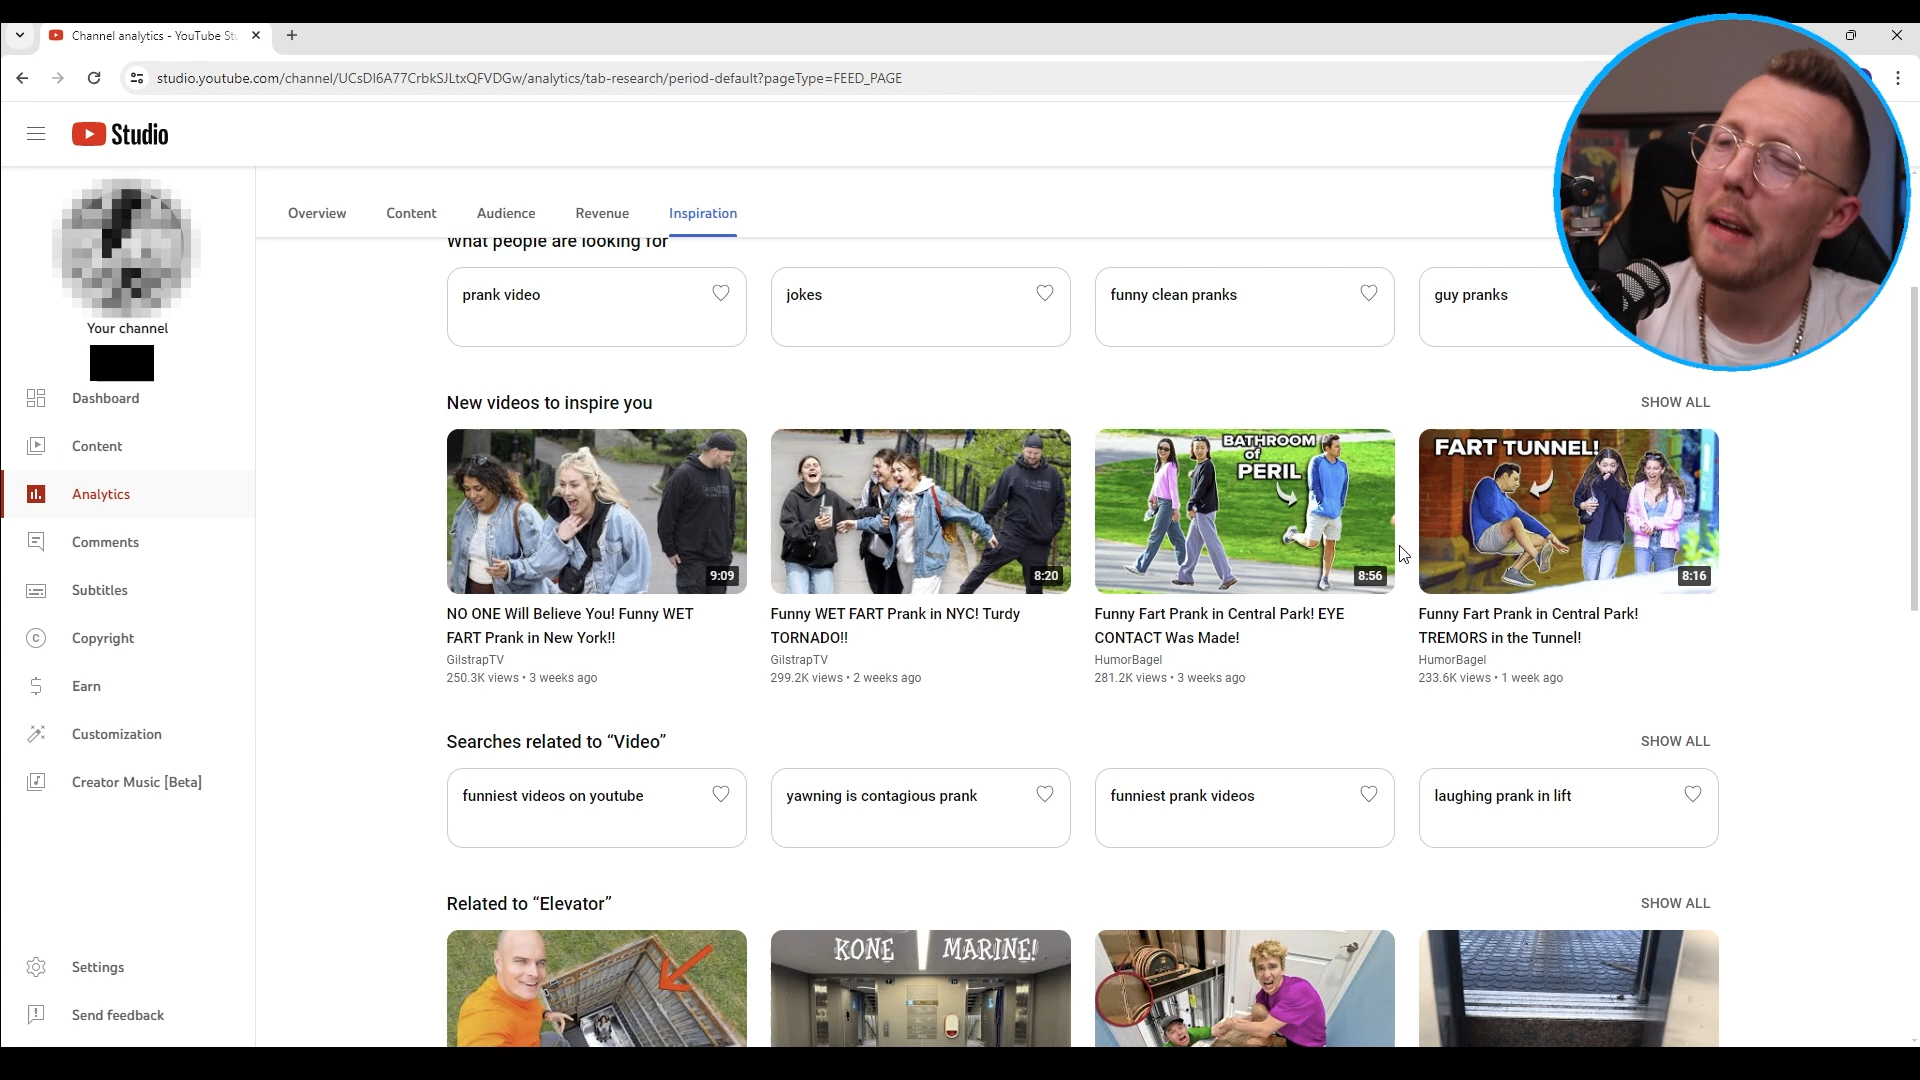 Channel analytics - YouTube Stu
studio.youtube.com/channel/UCsDI6A77CrbkSJLtxQFVDGw/analytics/tab-research/period-default?pageType=FEED_PAGE
Studio
Overview Content Audience Revenue Inspiration
What people are looking for
prank video
jokes
funny clean pranks
guy pranks
Your channel
Dashboard
Content
Analytics
Comments
Subtitles
Copyright
Earn
Customization
Creator Music [Beta]
Settings
Send feedback
New videos to inspire you
SHOW ALL
9:09
NO ONE Will Believe You! Funny WET
FART Prank in New York!!
GilstrapTV
250.3K views • 3 weeks ago
8:20
Funny WET FART Prank in NYC! Turdy
TORNADO!!
GilstrapTV
299.2K views • 2 weeks ago
BATHROOM
of
PERIL
8:56
Funny Fart Prank in Central Park! EYE
CONTACT Was Made!
HumorBagel
281.2K views • 3 weeks ago
FART TUNNEL!
8:16
Funny Fart Prank in Central Park!
TREMORS in the Tunnel!
HumorBagel
233.6K views • 1 week ago
Searches related to “Video”
SHOW ALL
funniest videos on youtube
yawning is contagious prank
funniest prank videos
laughing prank in lift
Related to “Elevator”
SHOW ALL
KONE MARINE!